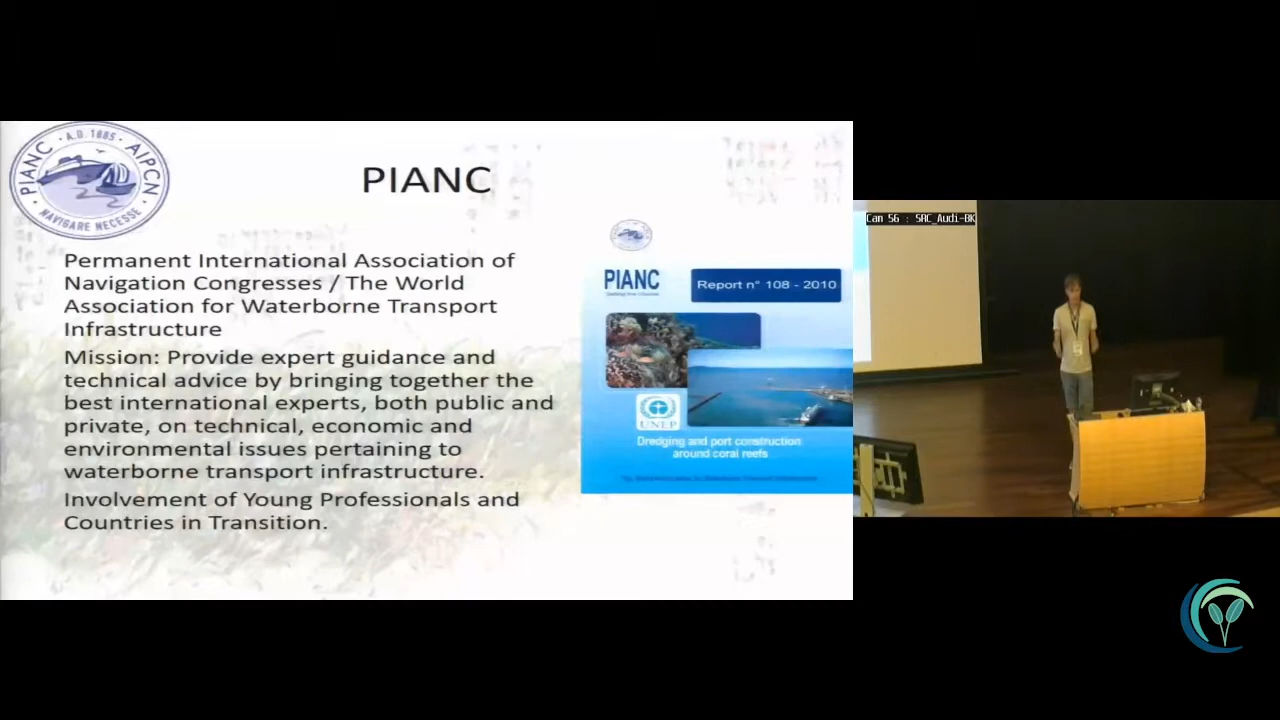 A.D. 1885
PIANC
AIPCN
NAVIGARE NECESSE
PIANC
Permanent International Association of
Navigation Congresses / The World
Association for Waterborne Transport
Infrastructure
Mission: Provide expert guidance and
technical advice by bringing together the
best international experts, both public and
private, on technical, economic and
environmental issues pertaining to
waterborne transport infrastructure.
Involvement of Young Professionals and
Countries in Transition.
PIANC
Report n° 108 - 2010
UNEP
Dredging and port construction
around coral reefs
Cam 56 : SRC_Audi-BK